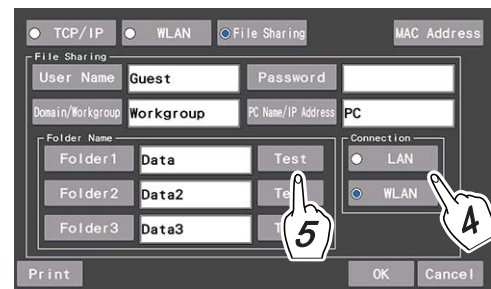 TCP/IP WLAN File Sharing MAC Address
File Sharing
User Name Guest Password
Domain/Workgroup Workgroup PC Name/IP Address PC
Folder Name Connection
Folder1 Data Test LAN
Folder2 Data2 WLAN
Folder3 Data3
4
5
Print OK Cancel